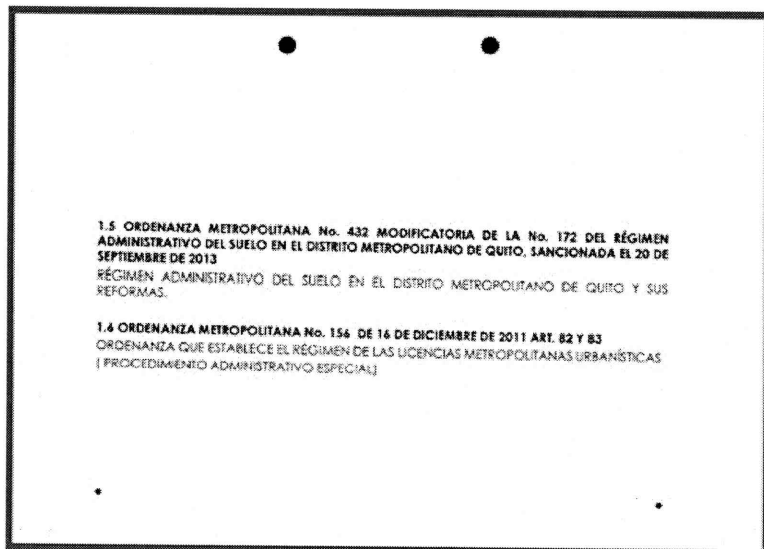 1.5 ORDENANZA METROPOLITANA No. 432 MODIFICATORIA DE LA No. 172 DEL RÉGIMEN
ADMINISTRATIVO DEL SUELO EN EL DISTRITO METROPOLITANO DE QUITO, SANCIONADA EL 20 DE
SEPTIEMBRE DE 2013
RÉGIMEN ADMINISTRATIVO DEL SUELO EN EL DISTRITO METROPOLITANO DE QUITO Y SUS
REFORMAS.
1.6 ORDENANZA METROPOLITANA No. 156 DE 16 DE DICIEMBRE DE 2011 ART. 82 Y 83
ORDENANZA QUE ESTABLECE EL RÉGIMEN DE LAS LICENCIAS METROPOLITANAS URBANÍSTICAS
( PROCEDIMIENTO ADMINISTRATIVO ESPECIAL)